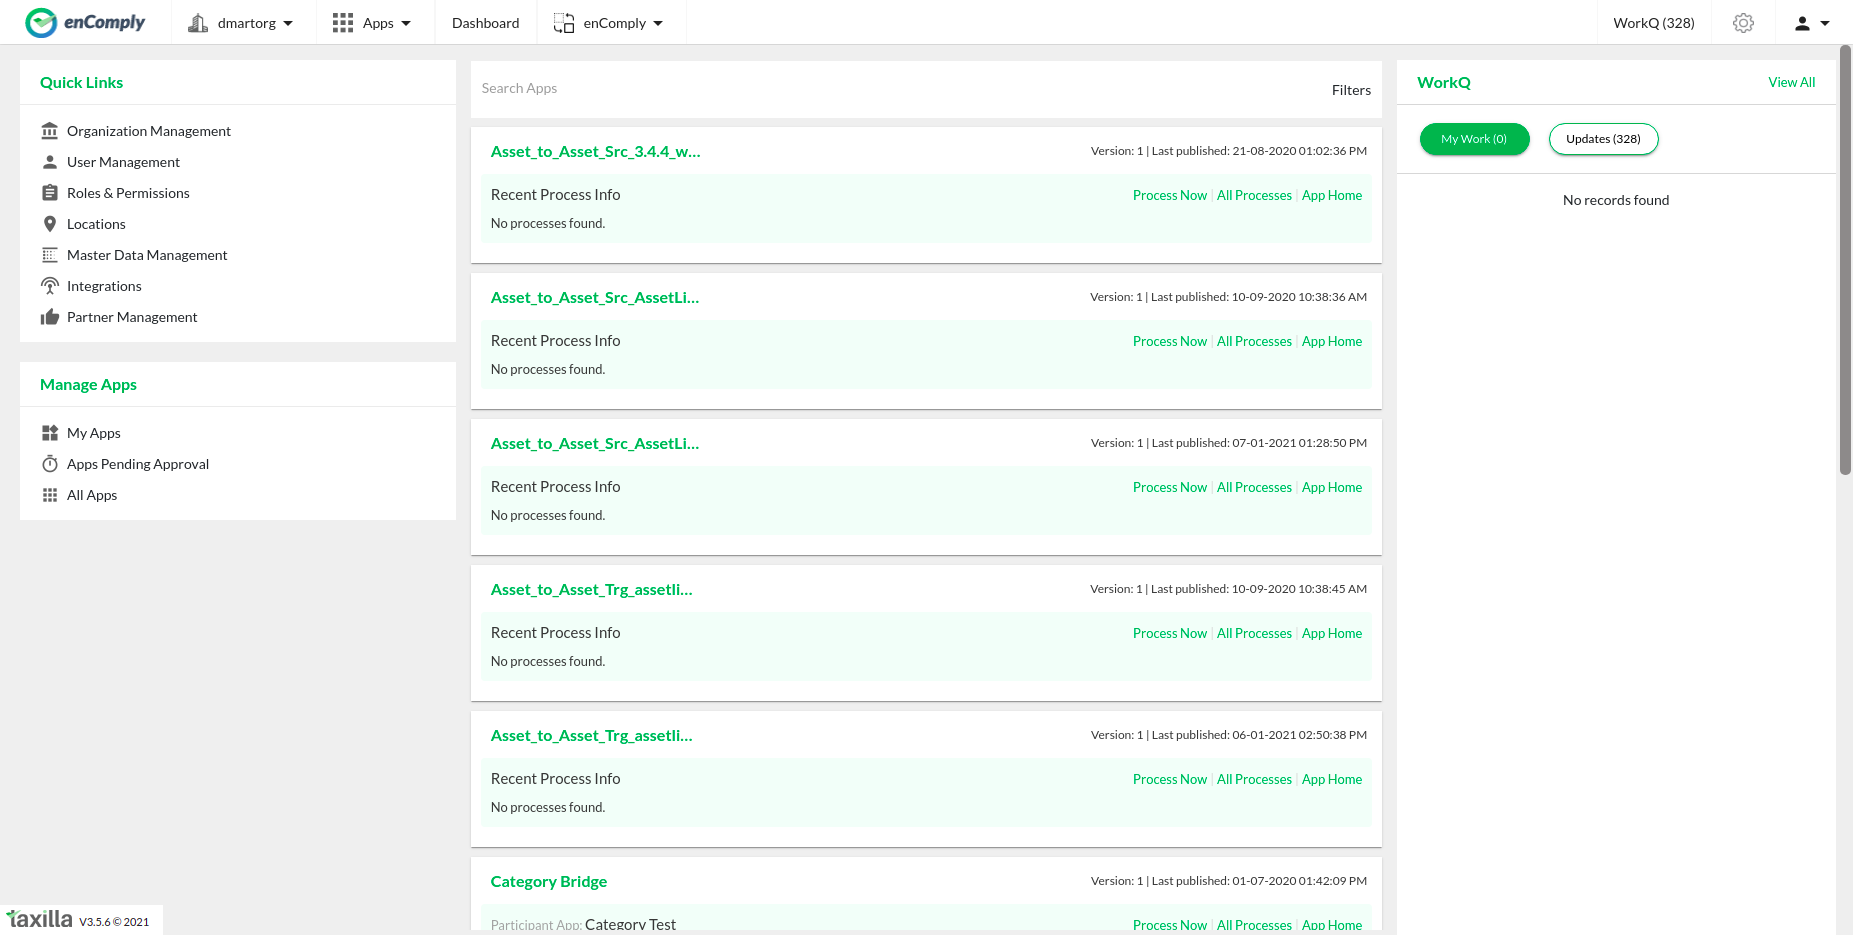 enComply
dmartorg
Apps
Dashboard
enComply
WorkQ (328)
Quick Links
Organization Management
User Management
Roles & Permissions
Locations
Master Data Management
Integrations
Partner Management
Manage Apps
My Apps
Apps Pending Approval
All Apps
Search Apps
Filters
Asset_to_Asset_Src_3.4.4_w...
Version: 1 | Last published: 21-08-2020 01:02:36 PM
Recent Process Info
Process Now | All Processes | App Home
No processes found.
Asset_to_Asset_Src_AssetLi...
Version: 1 | Last published: 10-09-2020 10:38:36 AM
Recent Process Info
Process Now | All Processes | App Home
No processes found.
Asset_to_Asset_Src_AssetLi...
Version: 1 | Last published: 07-01-2021 01:28:50 PM
Recent Process Info
Process Now | All Processes | App Home
No processes found.
Asset_to_Asset_Trg_assetli...
Version: 1 | Last published: 10-09-2020 10:38:45 AM
Recent Process Info
Process Now | All Processes | App Home
No processes found.
Asset_to_Asset_Trg_assetli...
Version: 1 | Last published: 06-01-2021 02:50:38 PM
Recent Process Info
Process Now | All Processes | App Home
No processes found.
Category Bridge
Version: 1 | Last published: 01-07-2020 01:42:09 PM
Participant App: Category Test
Process Now | All Processes | App Home
WorkQ
View All
My Work (0)
Updates (328)
No records found
taxilla V3.5.6 © 2021